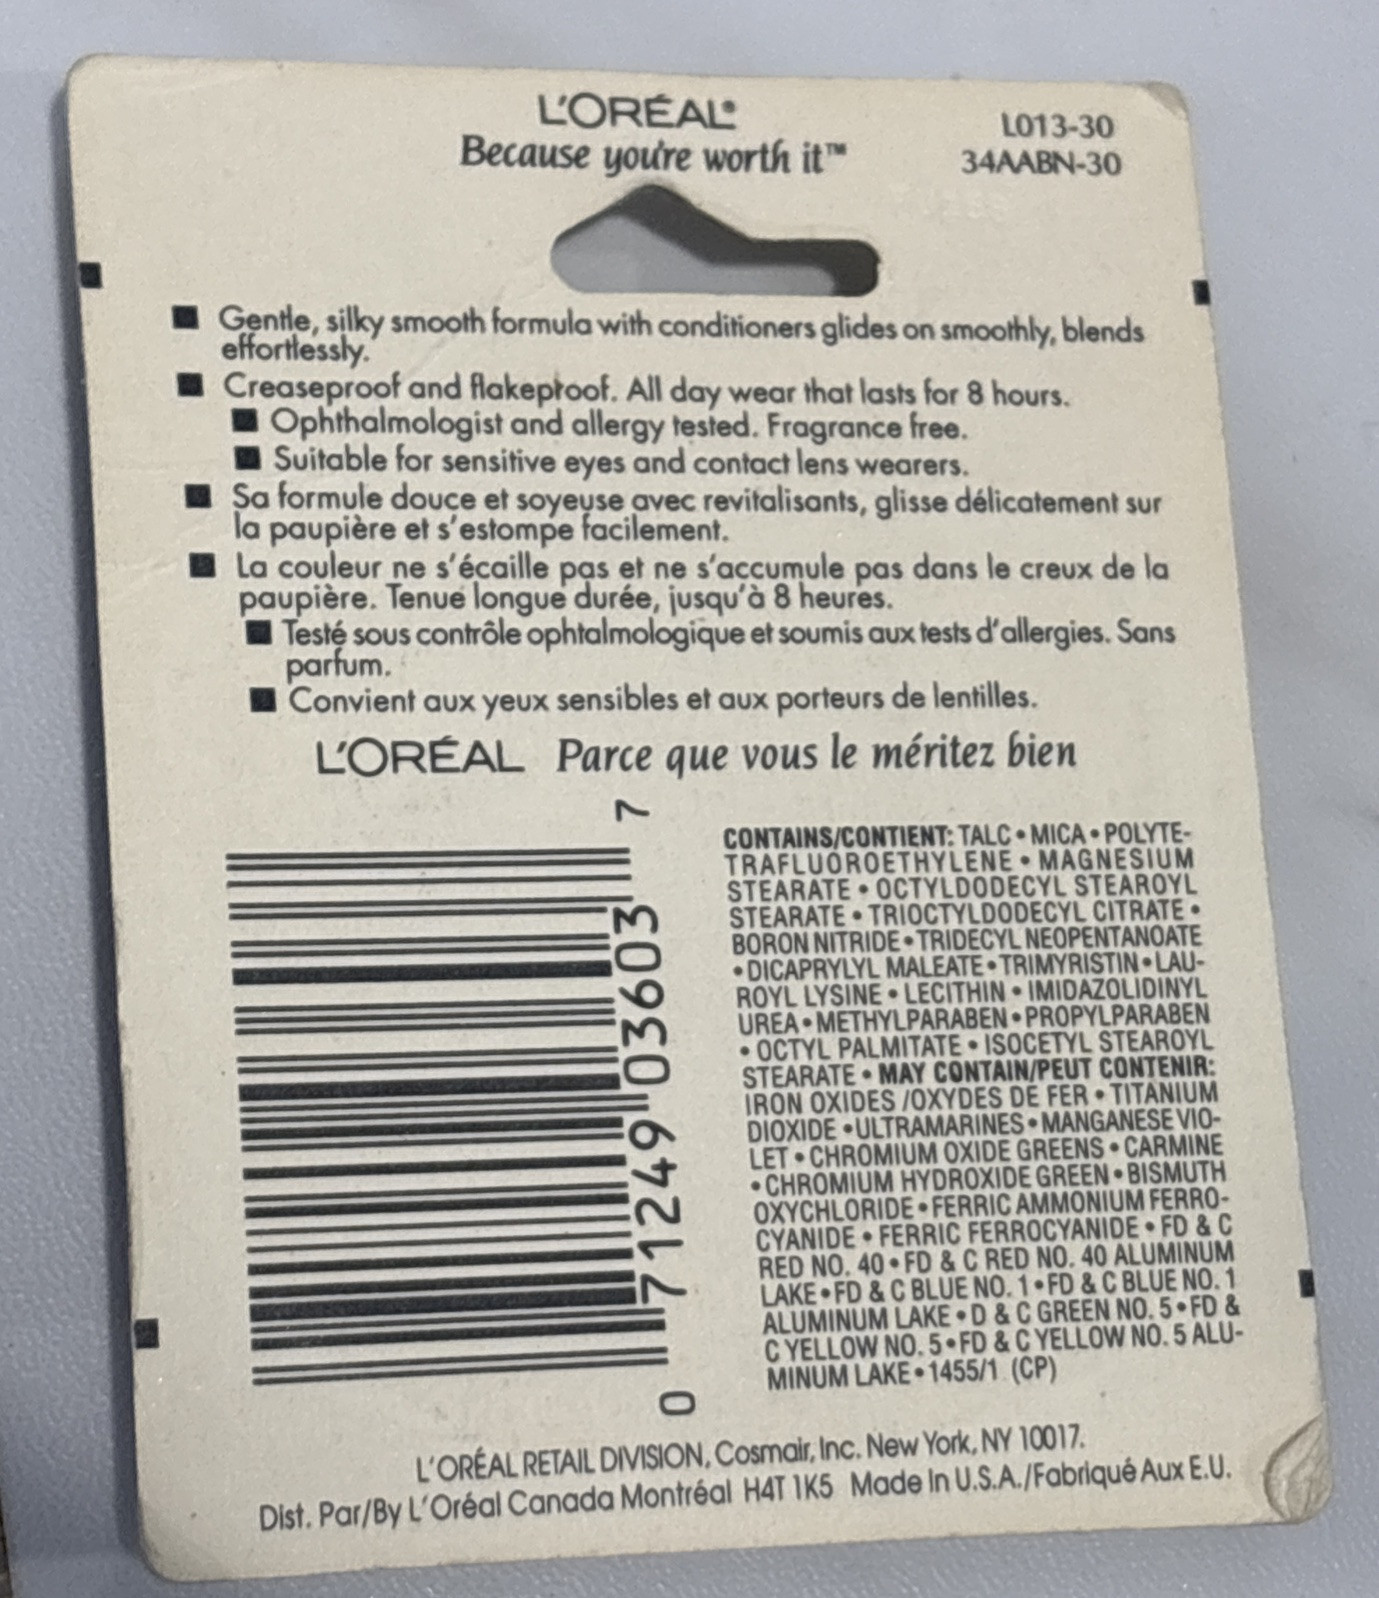 L'ORÉAL®
Because you're worth it™
L013-30
34AABN-30
■ Gentle, silky smooth formula with conditioners glides on smoothly, blends
effortlessly.
■ Creaseproof and flakeproof. All day wear that lasts for 8 hours.
■ Ophthalmologist and allergy tested. Fragrance free.
■ Suitable for sensitive eyes and contact lens wearers.
■ Sa formule douce et soyeuse avec revitalisants, glisse délicatement sur
la paupière et s'estompe facilement.
■ La couleur ne s'écaille pas et ne s'accumule pas dans le creux de la
paupière. Tenue longue durée, jusqu'à 8 heures.
■ Testé sous contrôle ophtalmologique et soumis aux tests d'allergies. Sans
parfum.
■ Convient aux yeux sensibles et aux porteurs de lentilles.
L'ORÉAL Parce que vous le méritez bien
0 71249 03603 7
CONTAINS/CONTIENT: TALC • MICA • POLYTE-
TRAFLUOROETHYLENE • MAGNESIUM
STEARATE • OCTYLDODECYL STEAROYL
STEARATE • TRIOCTYLDODECYL CITRATE •
BORON NITRIDE • TRIDECYL NEOPENTANOATE
• DICAPRYLYL MALEATE • TRIMYRISTIN • LAU-
ROYL LYSINE • LECITHIN • IMIDAZOLIDINYL
UREA • METHYLPARABEN • PROPYLPARABEN
• OCTYL PALMITATE • ISOCETYL STEAROYL
STEARATE • MAY CONTAIN/PEUT CONTENIR:
IRON OXIDES /OXYDES DE FER • TITANIUM
DIOXIDE • ULTRAMARINES • MANGANESE VIO-
LET • CHROMIUM OXIDE GREENS • CARMINE
• CHROMIUM HYDROXIDE GREEN • BISMUTH
OXYCHLORIDE • FERRIC AMMONIUM FERRO-
CYANIDE • FERRIC FERROCYANIDE • FD & C
RED NO. 40 • FD & C RED NO. 40 ALUMINUM
LAKE • FD & C BLUE NO. 1 • FD & C BLUE NO. 1
ALUMINUM LAKE • D & C GREEN NO. 5 • FD &
C YELLOW NO. 5 • FD & C YELLOW NO. 5 ALU-
MINUM LAKE • 1455/1 (CP)
L'ORÉAL RETAIL DIVISION, Cosmair, Inc. New York, NY 10017.
Dist. Par/By L'Oréal Canada Montréal H4T 1K5 Made In U.S.A./Fabriqué Aux E.U.